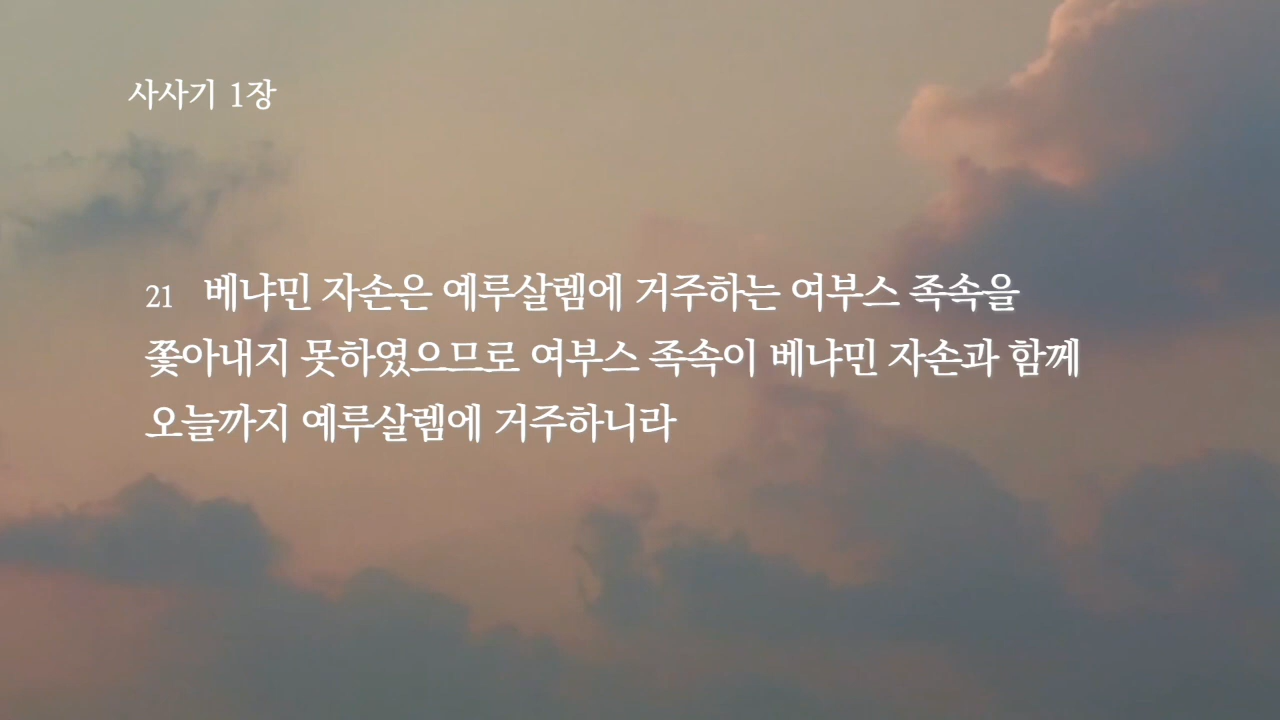 사사기 1장
21 베냐민 자손은 예루살렘에 거주하는 여부스 족속을
쫓아내지 못하였으므로 여부스 족속이 베냐민 자손과 함께
오늘까지 예루살렘에 거주하니라